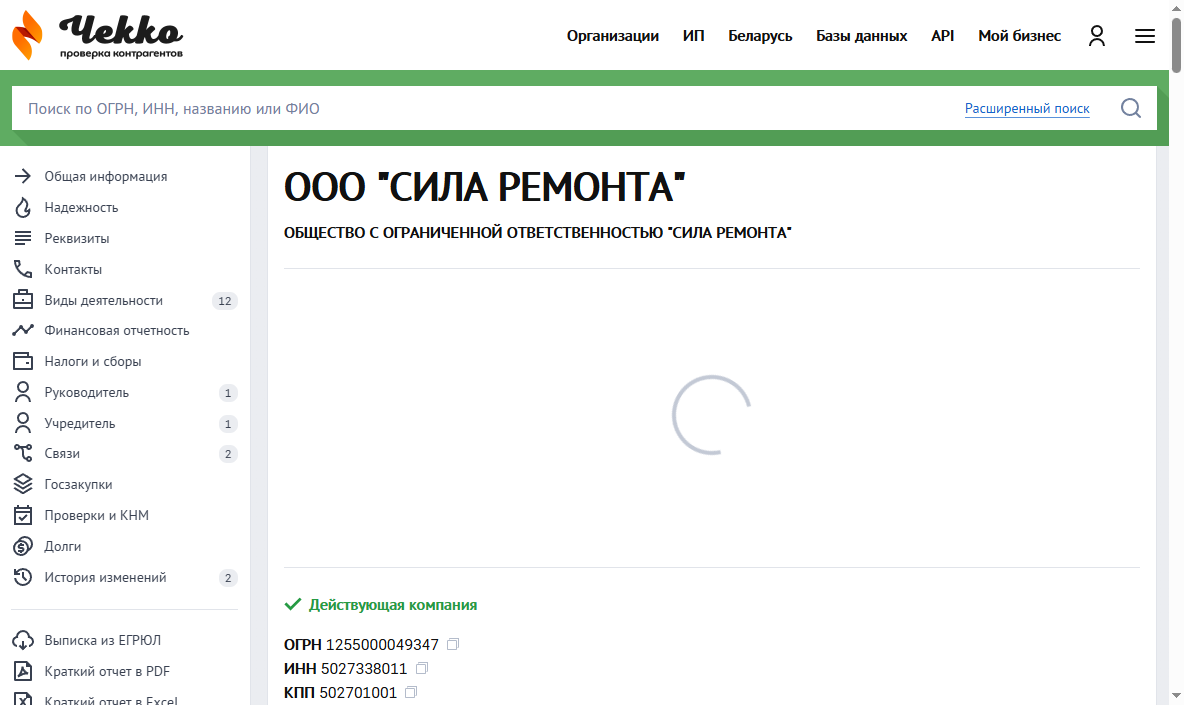 Чекко
проверка контрагентов
Организации ИП Беларусь Базы данных API Мой бизнес
Поиск по ОГРН, ИНН, названию или ФИО Расширенный поиск
Общая информация
Надежность
Реквизиты
Контакты
Виды деятельности 12
Финансовая отчетность
Налоги и сборы
Руководитель 1
Учредитель 1
Связи 2
Госзакупки
Проверки и КНМ
Долги
История изменений 2
Выписка из ЕГРЮЛ
Краткий отчет в PDF
Краткий отчет в Excel
ООО "СИЛА РЕМОНТА"
ОБЩЕСТВО С ОГРАНИЧЕННОЙ ОТВЕТСТВЕННОСТЬЮ "СИЛА РЕМОНТА"
Действующая компания
ОГРН 1255000049347
ИНН 5027338011
КПП 502701001